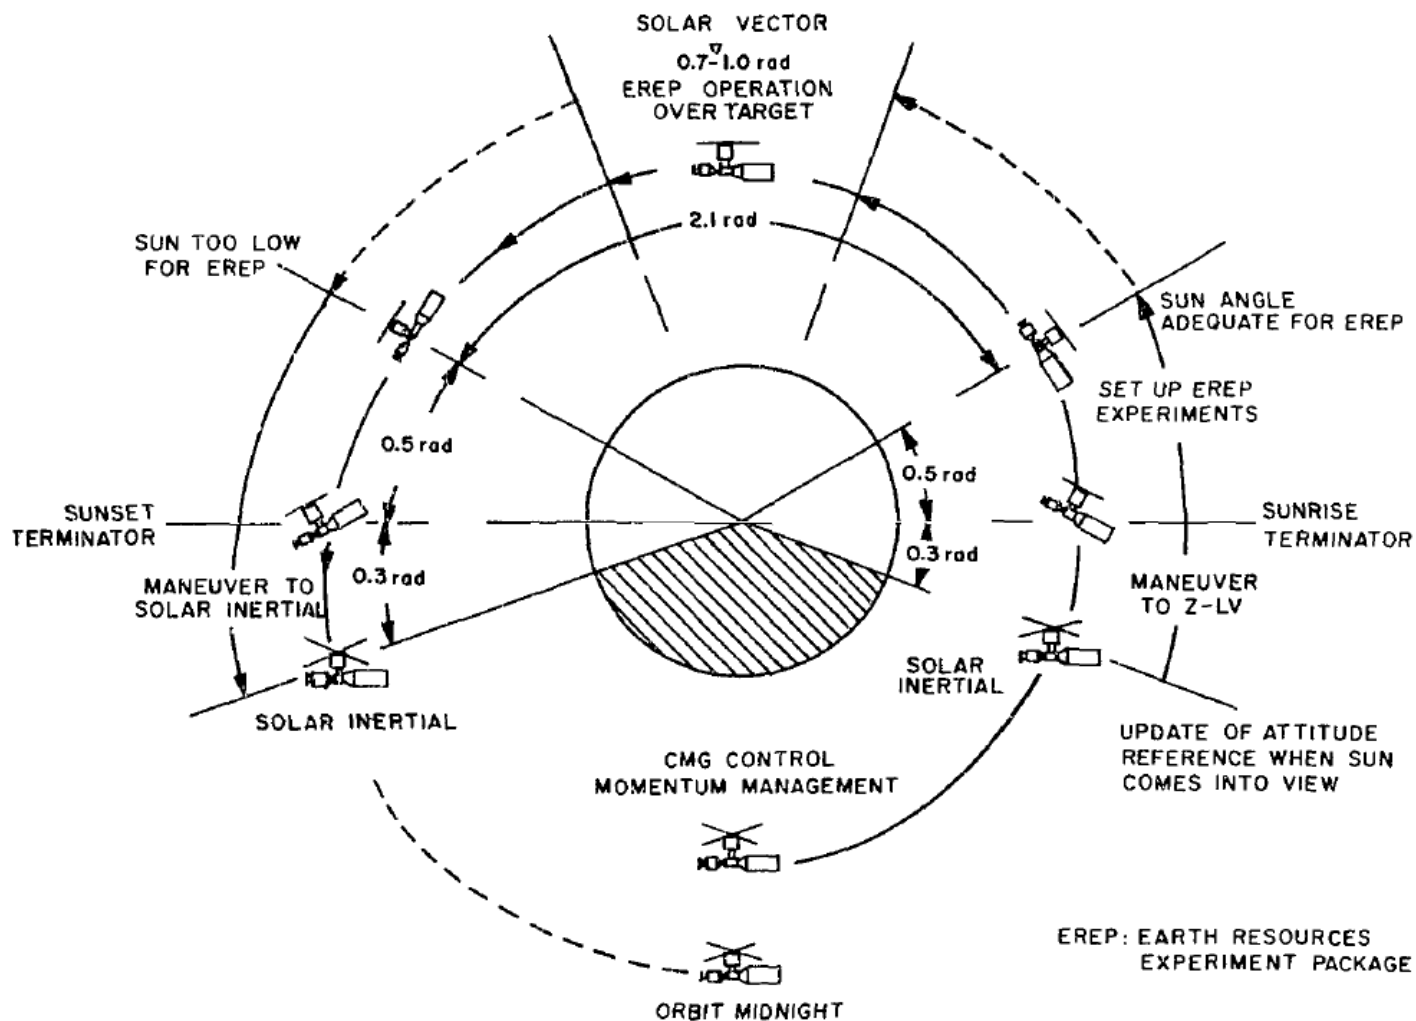 SOLAR VECTOR
0.7-1.0 rad
EREP OPERATION
OVER TARGET
2.1 rad
SUN TOO LOW
FOR EREP
SUN ANGLE
ADEQUATE FOR EREP
SET UP EREP
EXPERIMENTS
0.5 rad
0.5 rad
SUNSET
TERMINATOR
SUNRISE
TERMINATOR
0.3 rad
0.3 rad
MANEUVER TO
SOLAR INERTIAL
MANEUVER
TO Z-LV
SOLAR
INERTIAL
SOLAR INERTIAL
UPDATE OF ATTITUDE
REFERENCE WHEN SUN
COMES INTO VIEW
CMG CONTROL
MOMENTUM MANAGEMENT
EREP: EARTH RESOURCES
EXPERIMENT PACKAGE
ORBIT MIDNIGHT